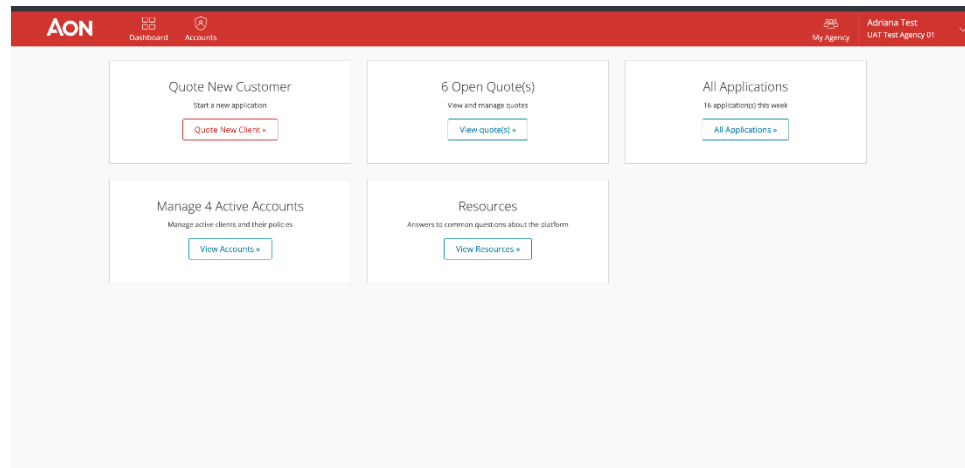 AON
Dashboard
Accounts
My Agency
Adriana Test
UAT Test Agency 01
Quote New Customer
Start a new application
Quote New Client »
6 Open Quote(s)
View and manage quotes
View quote(s) »
All Applications
16 application(s) this week
All Applications »
Manage 4 Active Accounts
Manage active clients and their policies
View Accounts »
Resources
Answers to common questions about the platform
View Resources »